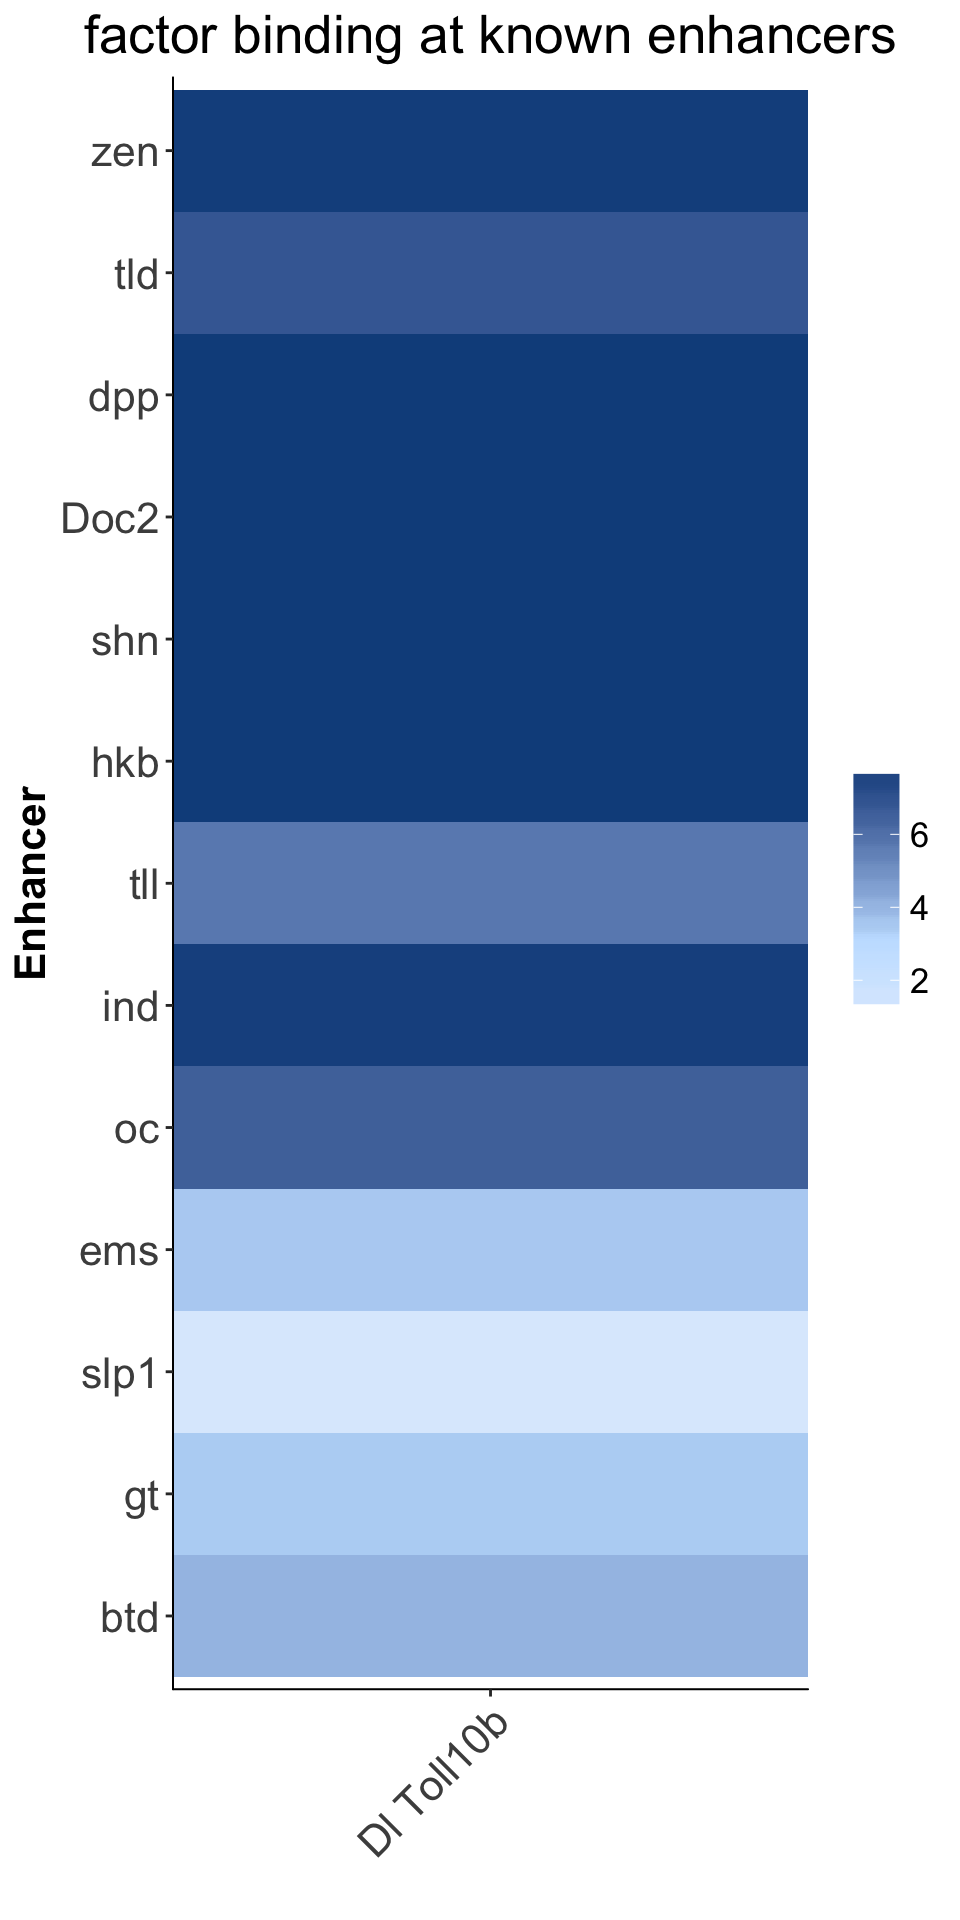 factor binding at known enhancers
zen
tld
dpp
Doc2
shn
hkb
tll
ind
oc
ems
slp1
gt
btd
Enhancer
6
4
2
Dl Toll10b